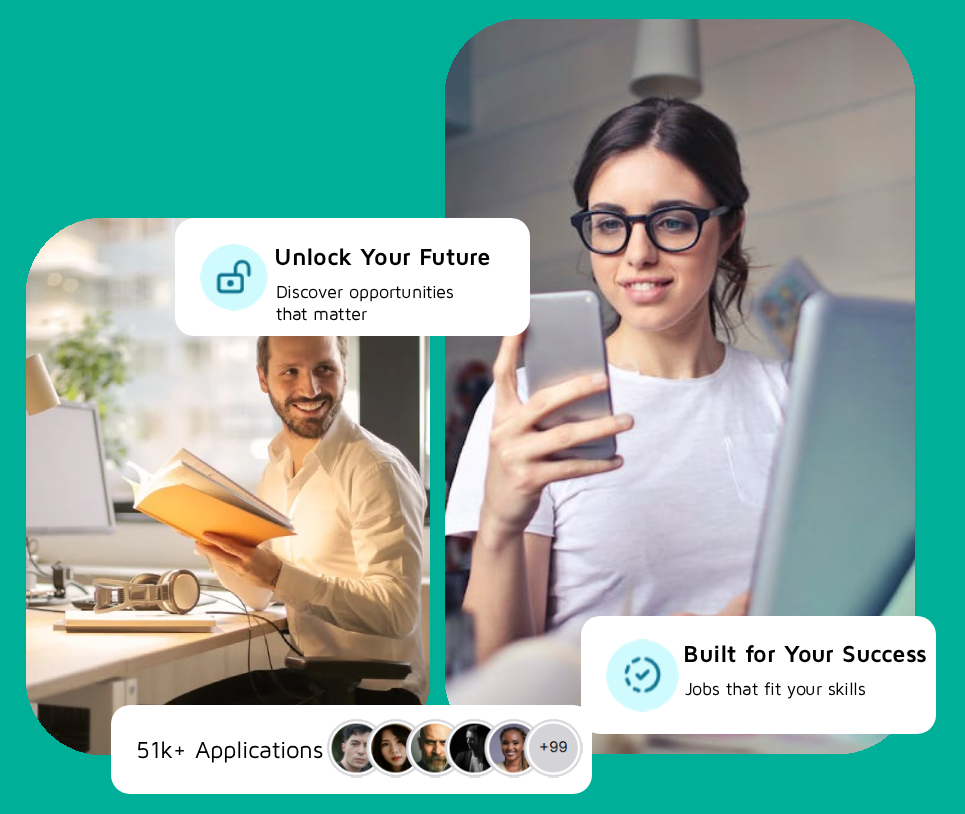 Unlock Your Future
Discover opportunities
that matter
Built for Your Success
Jobs that fit your skills
51k+ Applications
+99